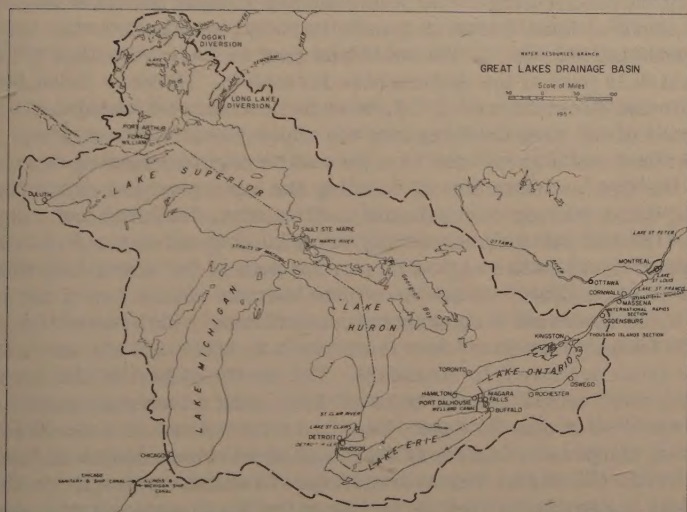 WATER RESOURCES BRANCH
GREAT LAKES DRAINAGE BASIN
Scale of Miles
OGOKI
DIVERSION
LONG LAKE
DIVERSION
PORT ARTHUR
FORT
WILLIAM
DULUTH
LAKE SUPERIOR
SAULT STE. MARIE
ST MARYS RIVER
STRAITS OF
LAKE MICHIGAN
LAKE
HURON
GEORGIAN BAY
OTTAWA
RIVER
OTTAWA
LAKE ST PETER
MONTREAL
LAKE
ST LOUIS
LAKE ST FRANCIS
CORNWALL
MASSENA
INTERNATIONAL RAPIDS
SECTION
OGDENSBURG
THOUSAND ISLANDS SECTION
KINGSTON
TORONTO
LAKE ONTARIO
OSWEGO
HAMILTON
PORT DALHOUSIE
WELLAND CANAL
NIAGARA
FALLS
ROCHESTER
BUFFALO
ST CLAIR RIVER
LAKE ST CLAIR
DETROIT
WINDSOR
LAKE ERIE
CHICAGO
CHICAGO
SANITARY & SHIP CANAL
ILLINOIS &
MICHIGAN SHIP
CANAL